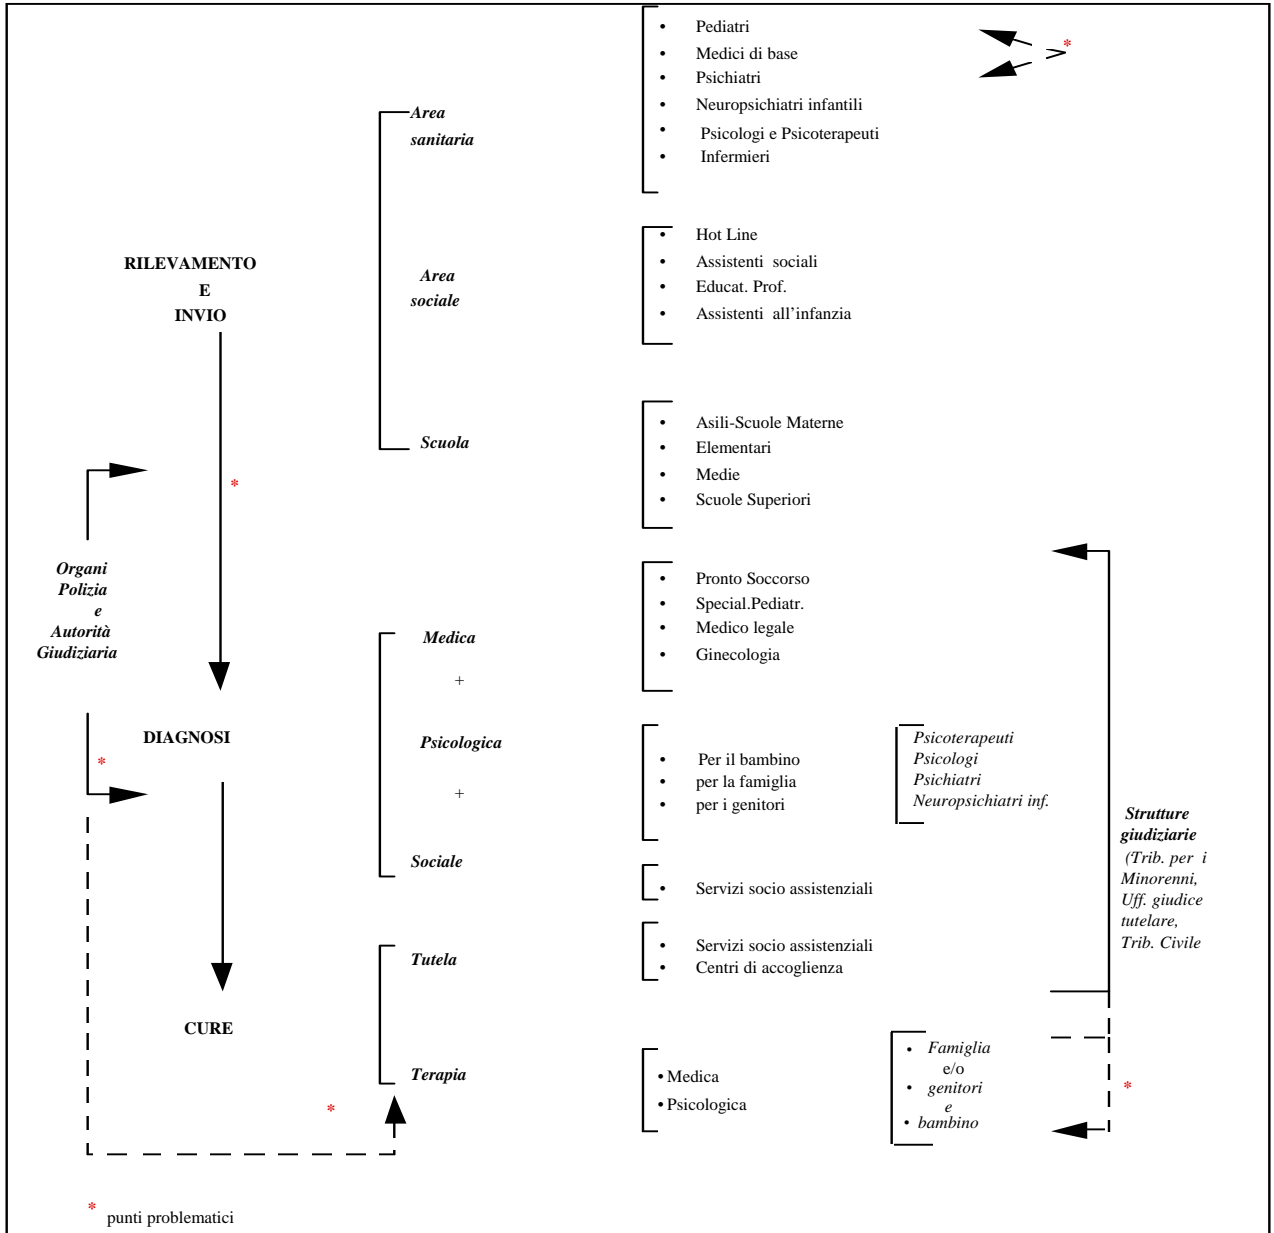 • Pediatri
*
• Medici di base
• Psichiatri
• Neuropsichiatri infantili
• Psicologi e Psicoterapeuti
• Infermieri
Area
sanitaria
RILEVAMENTO
E
INVIO
Area
sociale
• Hot Line
• Assistenti sociali
• Educat. Prof.
• Assistenti all'infanzia
Scuola
• Asili-Scuole Materne
• Elementari
• Medie
• Scuole Superiori
*
Organi
Polizia
e
Autorità
Giudiziaria
• Pronto Soccorso
• Special.Pediatr.
• Medico legale
• Ginecologia
Medica
+
Psicologica
+
Sociale
DIAGNOSI
*
• Per il bambino
• per la famiglia
• per i genitori
Psicoterapeuti
Psicologi
Psichiatri
Neuropsichiatri inf.
• Servizi socio assistenziali
Strutture
giudiziarie
(Trib. per i
Minorenni,
Uff. giudice
tutelare,
Trib. Civile
Tutela
• Servizi socio assistenziali
• Centri di accoglienza
CURE
Terapia
*
• Medica
• Psicologica
• Famiglia
e/o
• genitori
e
• bambino
*
* punti problematici